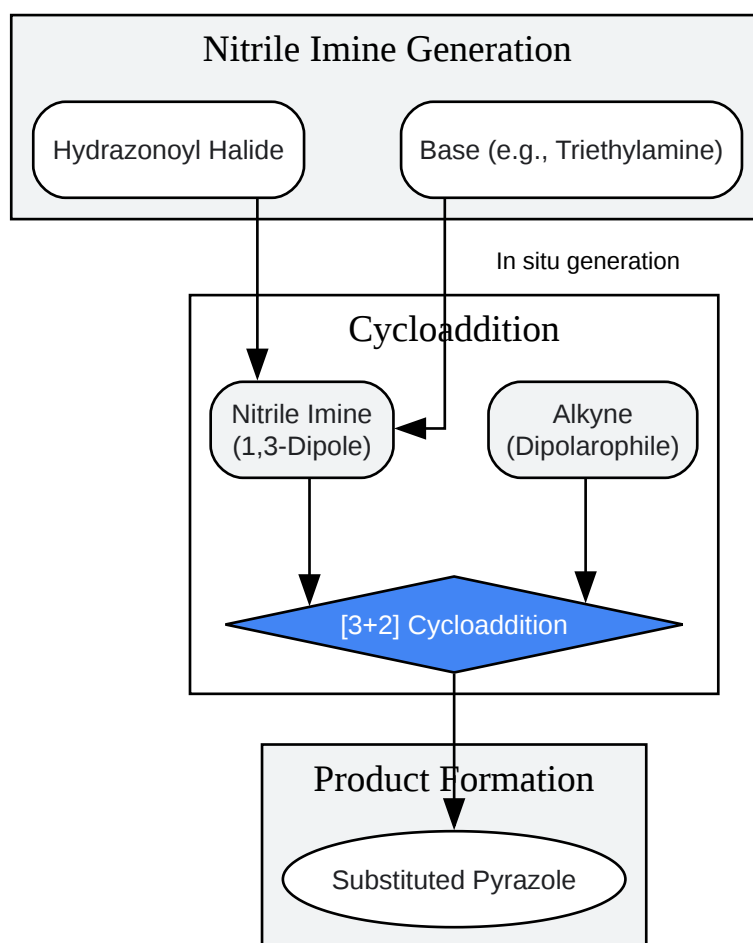 Nitrile Imine Generation
Hydrazonoyl Halide
Base (e.g., Triethylamine)
In situ generation
Cycloaddition
Nitrile Imine
(1,3-Dipole)
Alkyne
(Dipolarophile)
[3+2] Cycloaddition
Product Formation
Substituted Pyrazole